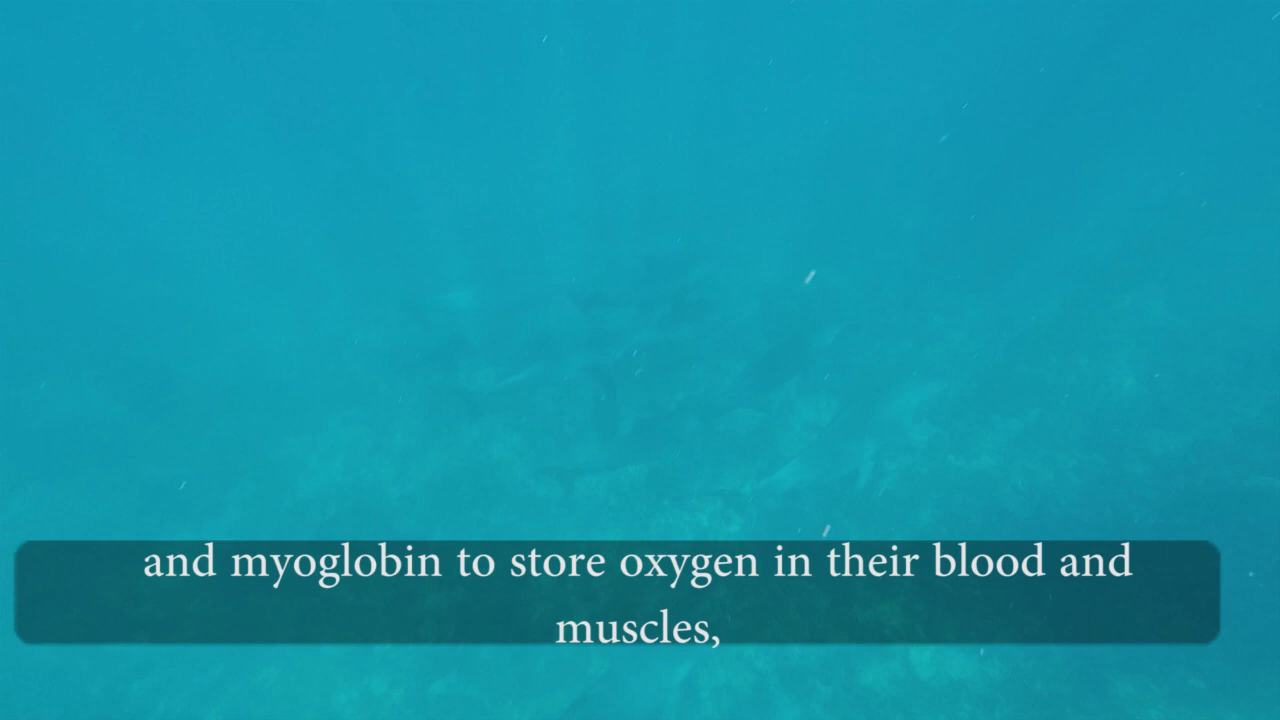 and myoglobin to store oxygen in their blood and
muscles,